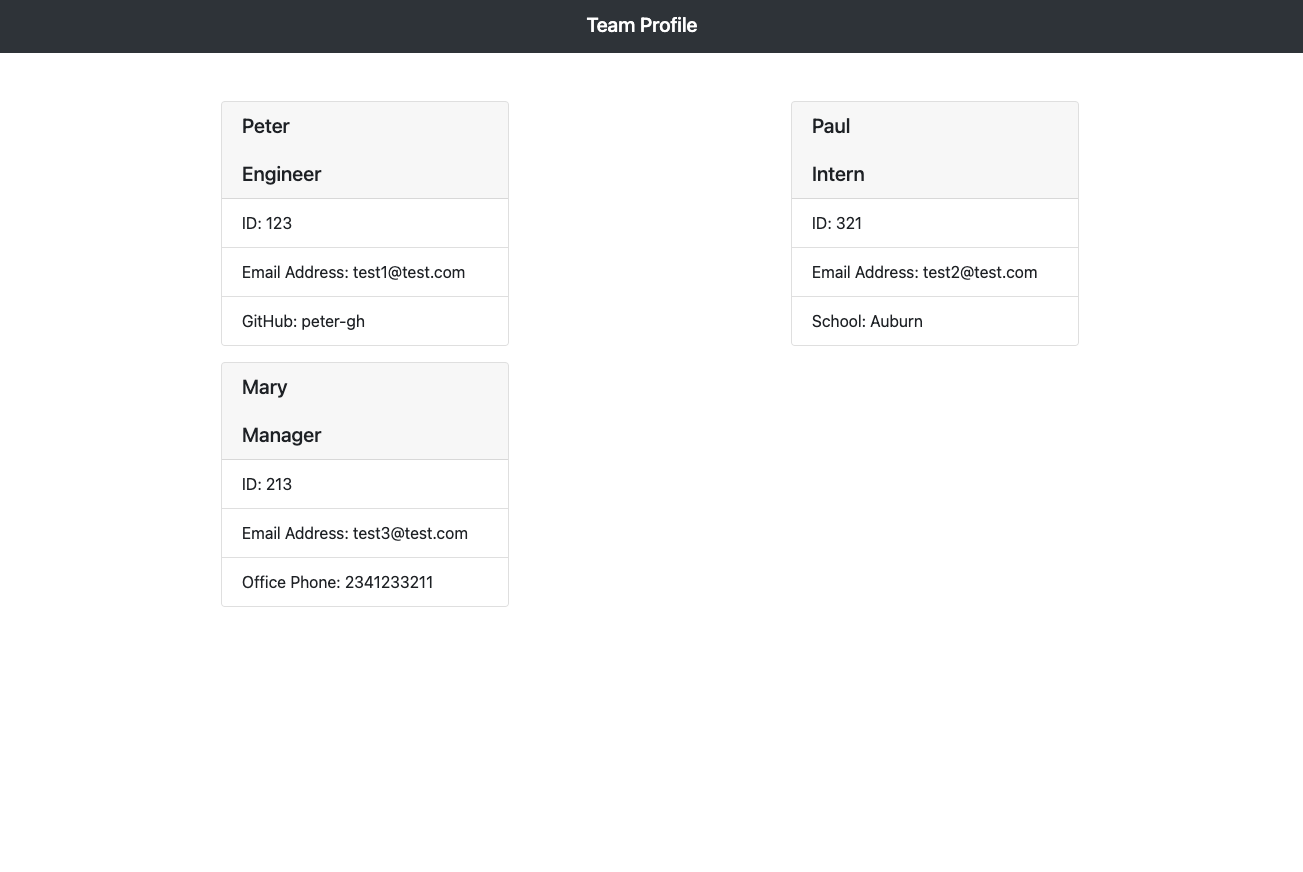 Team Profile
Peter
Engineer
ID: 123
Email Address: test1@test.com
GitHub: peter-gh
Paul
Intern
ID: 321
Email Address: test2@test.com
School: Auburn
Mary
Manager
ID: 213
Email Address: test3@test.com
Office Phone: 2341233211